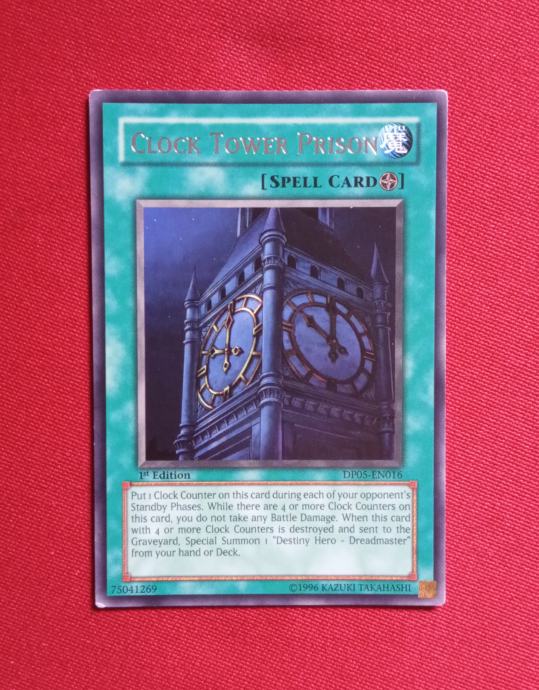 CLOCK TOWER PRISON 魔
[SPELL CARD]
1st Edition
DP05-EN016
Put 1 Clock Counter on this card during each of your opponent's
Standby Phases. While there are 4 or more Clock Counters on
this card, you do not take any Battle Damage. When this card
with 4 or more Clock Counters is destroyed and sent to the
Graveyard, Special Summon 1 "Destiny Hero - Dreadmaster"
from your hand or Deck.
75041269
©1996 KAZUKI TAKAHASHI